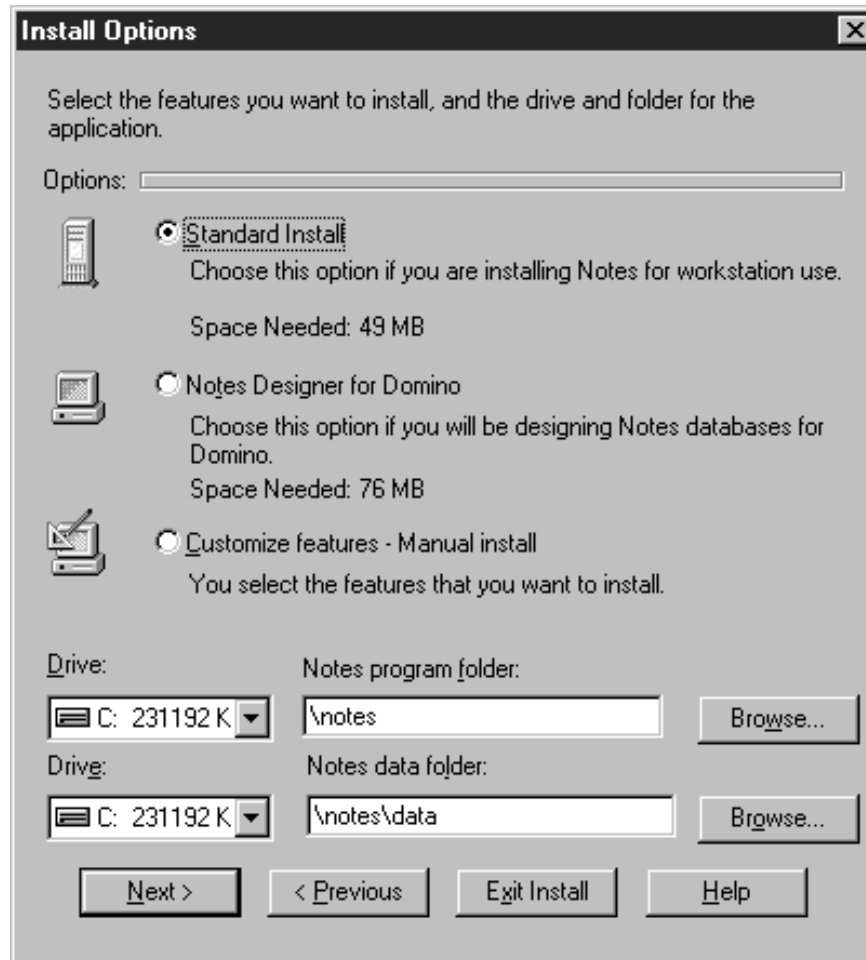 Install Options
Select the features you want to install, and the drive and folder for the
application.
Options:
Standard Install
Choose this option if you are installing Notes for workstation use.
Space Needed: 49 MB
Notes Designer for Domino
Choose this option if you will be designing Notes databases for
Domino.
Space Needed: 76 MB
Customize features - Manual install
You select the features that you want to install.
Drive: Notes program folder:
C: 231192 K \notes Browse...
Drive: Notes data folder:
C: 231192 K \notes\data Browse...
Next > < Previous Exit Install Help